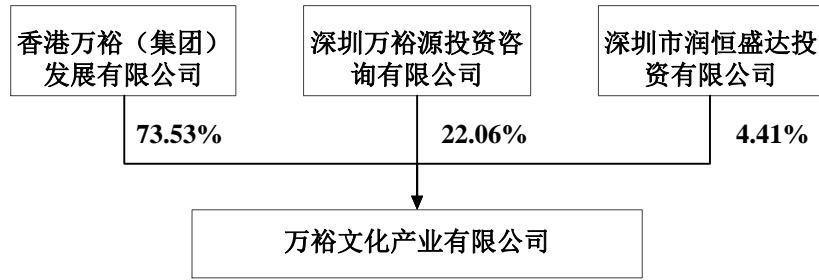 香港万裕（集团）
发展有限公司
深圳万裕源投资咨
询有限公司
深圳市润恒盛达投
资有限公司
73.53%
22.06%
4.41%
万裕文化产业有限公司